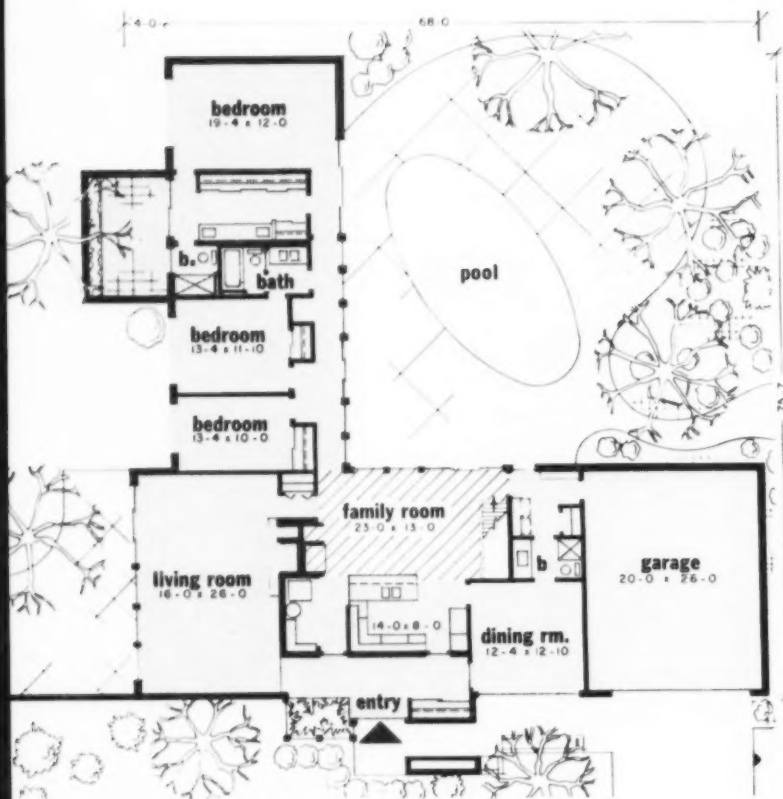 4-0
68-0
bedroom
19-4 x 12-0
b.
bath
pool
bedroom
13-4 x 11-10
bedroom
13-4 x 10-0
family room
23-0 x 13-0
living room
16-0 x 26-0
b
garage
20-0 x 26-0
14-0 x 8-0
dining rm.
12-4 x 12-10
entry